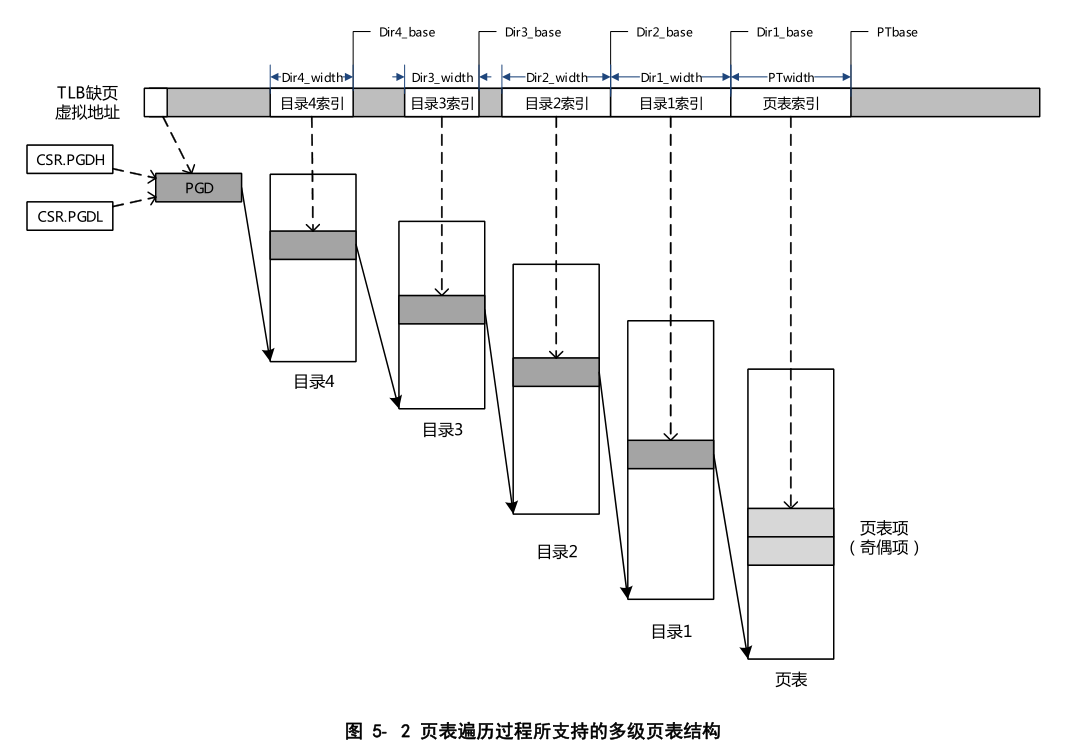 Dir4_base
Dir3_base
Dir2_base
Dir1_base
PTbase
Dir4_width
Dir3_width
Dir2_width
Dir1_width
PTwidth
TLB缺页
虚拟地址
目录4索引
目录3索引
目录2索引
目录1索引
页表索引
CSR.PGDH
PGD
CSR.PGDL
目录4
目录3
目录2
目录1
页表项
（奇偶项）
页表
图 5- 2 页表遍历过程所支持的多级页表结构